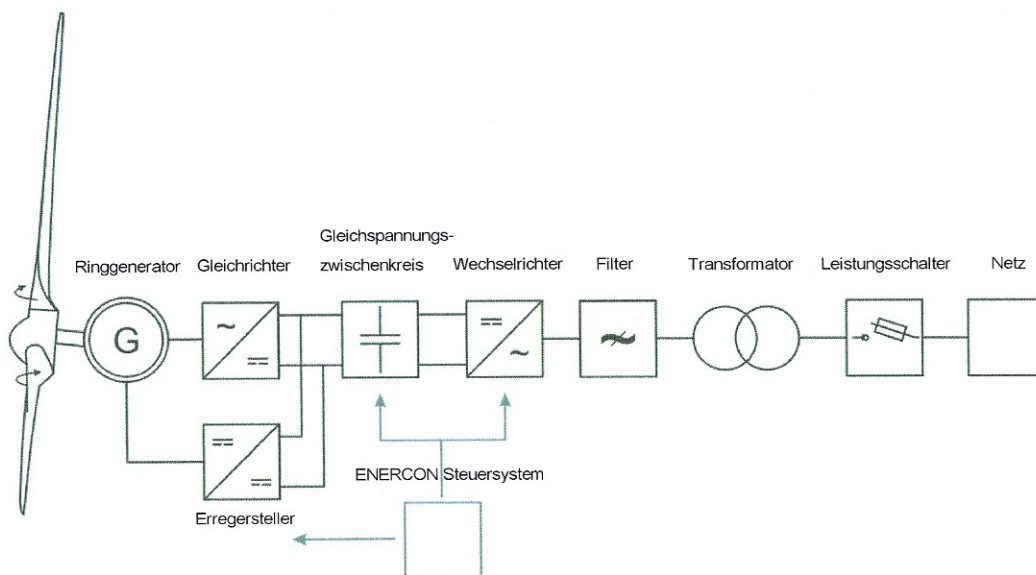 Gleichspannungs-
Ringgenerator Gleichrichter zwischenkreis Wechselrichter Filter Transformator Leistungsschalter Netz
G
ENERCON Steuersystem
Erregersteller